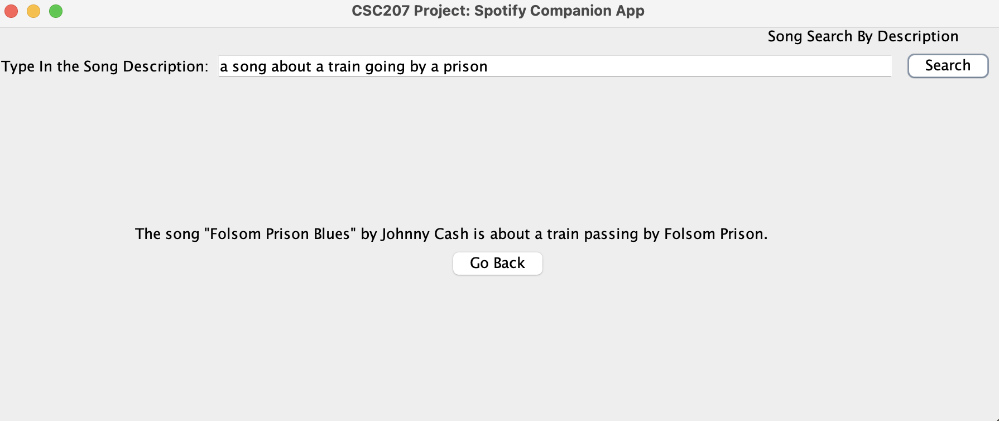 CSC207 Project: Spotify Companion App
Song Search By Description
Type In the Song Description: a song about a train going by a prison Search
The song "Folsom Prison Blues" by Johnny Cash is about a train passing by Folsom Prison.
Go Back